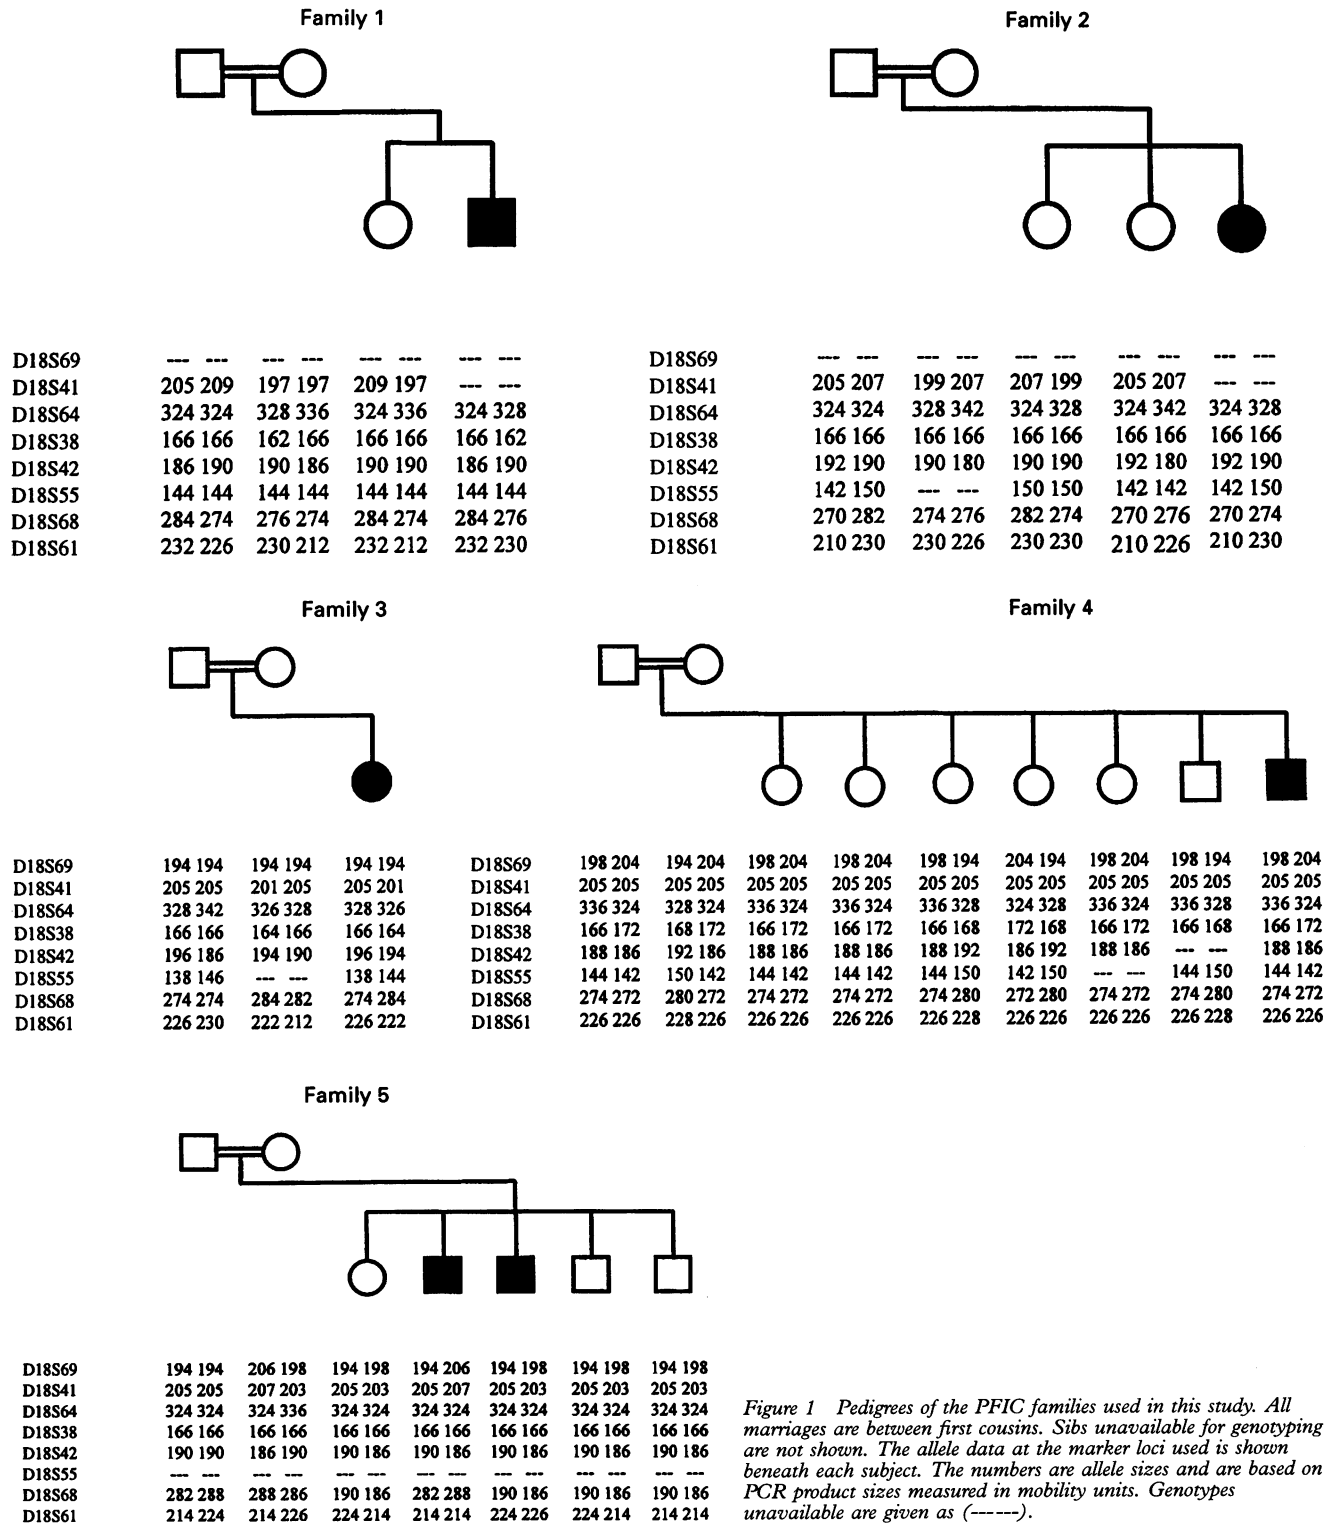 Family 1
D18S69 --- --- --- --- --- --- --- ---
D18S41 205 209 197 197 209 197 --- ---
D18S64 324 324 328 336 324 336 324 328
D18S38 166 166 162 166 166 166 166 162
D18S42 186 190 190 186 190 190 186 190
D18S55 144 144 144 144 144 144 144 144
D18S68 284 274 276 274 284 274 284 276
D18S61 232 226 230 212 232 212 232 230
Family 2
D18S69 --- --- --- --- --- --- --- --- --- ---
D18S41 205 207 199 207 207 199 205 207 --- ---
D18S64 324 324 328 342 324 328 324 342 324 328
D18S38 166 166 166 166 166 166 166 166 166 166
D18S42 192 190 190 180 190 190 192 180 192 190
D18S55 142 150 --- --- 150 150 142 142 142 150
D18S68 270 282 274 276 282 274 270 276 270 274
D18S61 210 230 230 226 230 230 210 226 210 230
Family 3
D18S69 194 194 194 194 194 194
D18S41 205 205 201 205 205 201
D18S64 328 342 326 328 328 326
D18S38 166 166 164 166 166 164
D18S42 196 186 194 190 196 194
D18S55 138 146 --- --- 138 144
D18S68 274 274 284 282 274 284
D18S61 226 230 222 212 226 222
Family 4
D18S69 198 204 194 204 198 204 198 204 198 194 204 194 198 204 198 194 198 204
D18S41 205 205 205 205 205 205 205 205 205 205 205 205 205 205 205 205 205 205
D18S64 336 324 328 324 336 324 336 324 336 328 324 328 336 324 336 328 336 324
D18S38 166 172 168 172 166 172 166 172 166 168 172 168 166 172 166 168 166 172
D18S42 188 186 192 186 188 186 188 186 188 192 186 192 188 186 --- --- 188 186
D18S55 144 142 150 142 144 142 144 142 144 150 142 150 --- --- 144 150 144 142
D18S68 274 272 280 272 274 272 274 272 274 280 272 280 274 272 274 280 274 272
D18S61 226 226 228 226 226 226 226 226 226 228 226 226 226 226 226 228 226 226
Family 5
D18S69 194 194 206 198 194 198 194 206 194 198 194 198 194 198
D18S41 205 205 207 203 205 203 205 207 205 203 205 203 205 203
D18S64 324 324 324 336 324 324 324 324 324 324 324 324 324 324
D18S38 166 166 166 166 166 166 166 166 166 166 166 166 166 166
D18S42 190 190 186 190 190 186 190 186 190 186 190 186 190 186
D18S55 --- --- --- --- --- --- --- --- --- --- --- --- --- ---
D18S68 282 288 288 286 190 186 282 288 190 186 190 186 190 186
D18S61 214 224 214 226 224 214 214 214 224 226 224 214 214 214
Figure 1 Pedigrees of the PFIC families used in this study. All
marriages are between first cousins. Sibs unavailable for genotyping
are not shown. The allele data at the marker loci used is shown
beneath each subject. The numbers are allele sizes and are based on
PCR product sizes measured in mobility units. Genotypes
unavailable are given as (------).